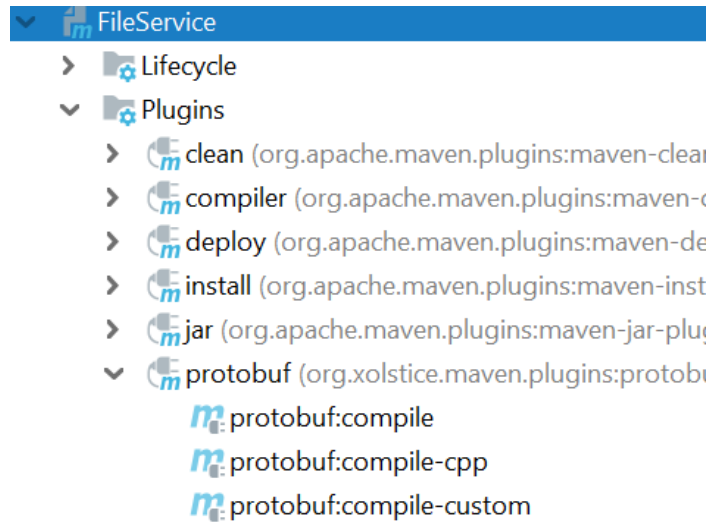 FileService
Lifecycle
Plugins
clean (org.apache.maven.plugins:maven-clear
compiler (org.apache.maven.plugins:maven-c
deploy (org.apache.maven.plugins:maven-de
install (org.apache.maven.plugins:maven-inst
jar (org.apache.maven.plugins:maven-jar-plug
protobuf (org.xolstice.maven.plugins:protobu
protobuf:compile
protobuf:compile-cpp
protobuf:compile-custom